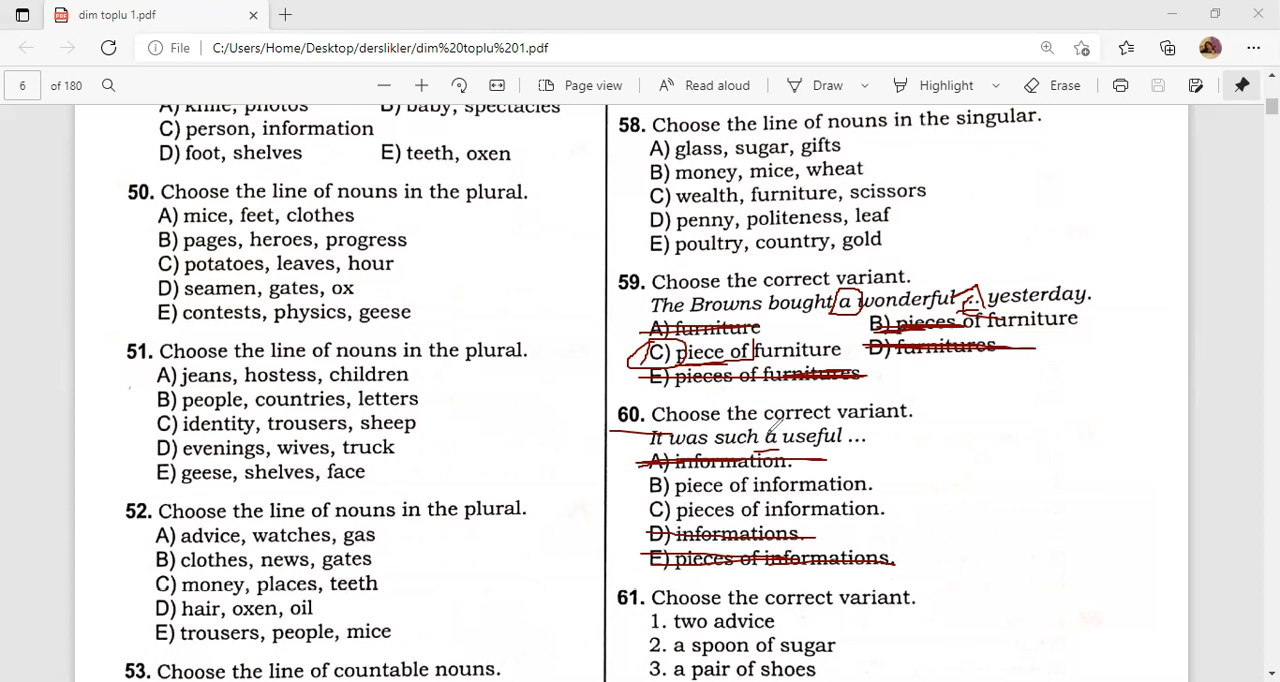 dim toplu 1.pdf
File C:/Users/Home/Desktop/derslikler/dim%20toplu%201.pdf
6 of 180 Page view Read aloud Draw Highlight Erase
A) knife, photos B) baby, spectacles
C) person, information
D) foot, shelves E) teeth, oxen
50. Choose the line of nouns in the plural.
A) mice, feet, clothes
B) pages, heroes, progress
C) potatoes, leaves, hour
D) seamen, gates, ox
E) contests, physics, geese
51. Choose the line of nouns in the plural.
A) jeans, hostess, children
B) people, countries, letters
C) identity, trousers, sheep
D) evenings, wives, truck
E) geese, shelves, face
52. Choose the line of nouns in the plural.
A) advice, watches, gas
B) clothes, news, gates
C) money, places, teeth
D) hair, oxen, oil
E) trousers, people, mice
53. Choose the line of countable nouns.
58. Choose the line of nouns in the singular.
A) glass, sugar, gifts
B) money, mice, wheat
C) wealth, furniture, scissors
D) penny, politeness, leaf
E) poultry, country, gold
59. Choose the correct variant.
The Browns bought a wonderful ... yesterday.
A) furniture B) pieces of furniture
C) piece of furniture D) furnitures
E) pieces of furnitures
60. Choose the correct variant.
It was such a useful ...
A) information.
B) piece of information.
C) pieces of information.
D) informations.
E) pieces of informations.
61. Choose the correct variant.
1. two advice
2. a spoon of sugar
3. a pair of shoes